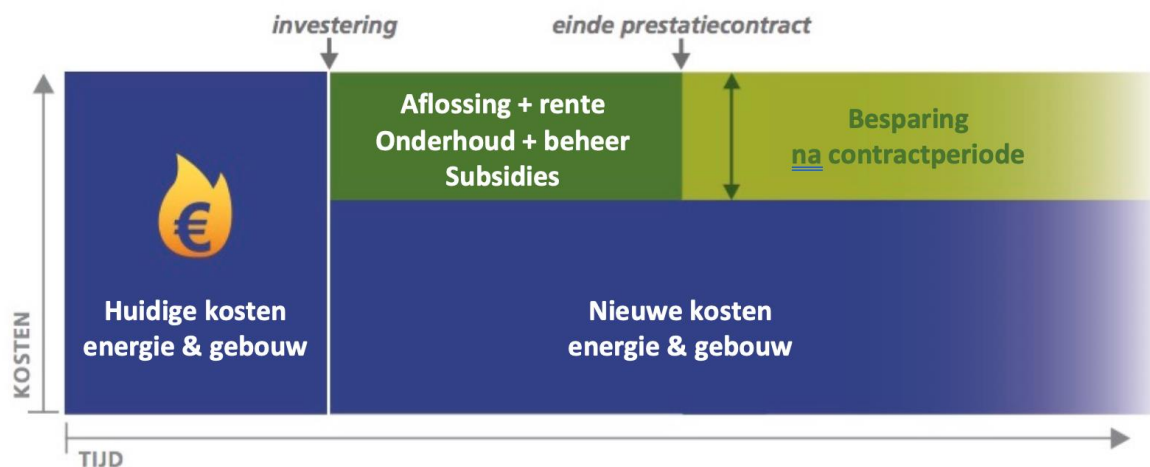 investering
einde prestatiecontract
Aflossing + rente
Onderhoud + beheer
Subsidies
Besparing
na contractperiode
€
Huidige kosten
energie & gebouw
Nieuwe kosten
energie & gebouw
KOSTEN
TIJD